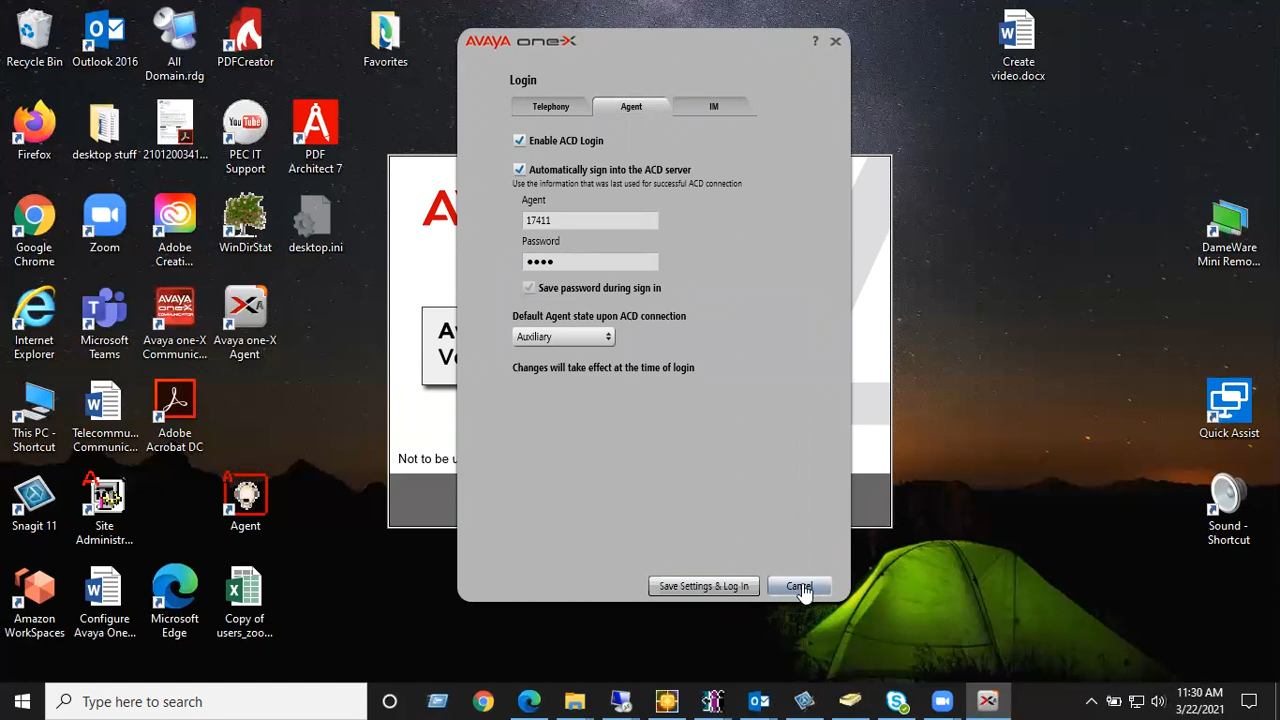 Recycle Bin
Outlook 2016
All Domain.rdg
PDFCreator
Favorites
Create video.docx
Firefox
desktop stuff
2101200341...
PEC IT Support
PDF Architect 7
Google Chrome
Zoom
Adobe Creati...
WinDirStat
desktop.ini
DameWare Mini Remo...
Internet Explorer
Microsoft Teams
Avaya one-X Communic...
Avaya one-X Agent
This PC - Shortcut
Telecommu... Communic...
Adobe Acrobat DC
Quick Assist
Snagit 11
Site Administr...
Agent
Sound - Shortcut
Amazon WorkSpaces
Configure Avaya One...
Microsoft Edge
Copy of users_zoo...
Not to be u
AVAYA one-X
? ×
Login
Telephony
Agent
IM
Enable ACD Login
Automatically sign into the ACD server
Use the information that was last used for successful ACD connection
Agent
17411
Password
●●●●
Save password during sign in
Default Agent state upon ACD connection
Auxiliary
Changes will take effect at the time of login
Save Settings & Log In
Cancel
Type here to search
11:30 AM
3/22/2021